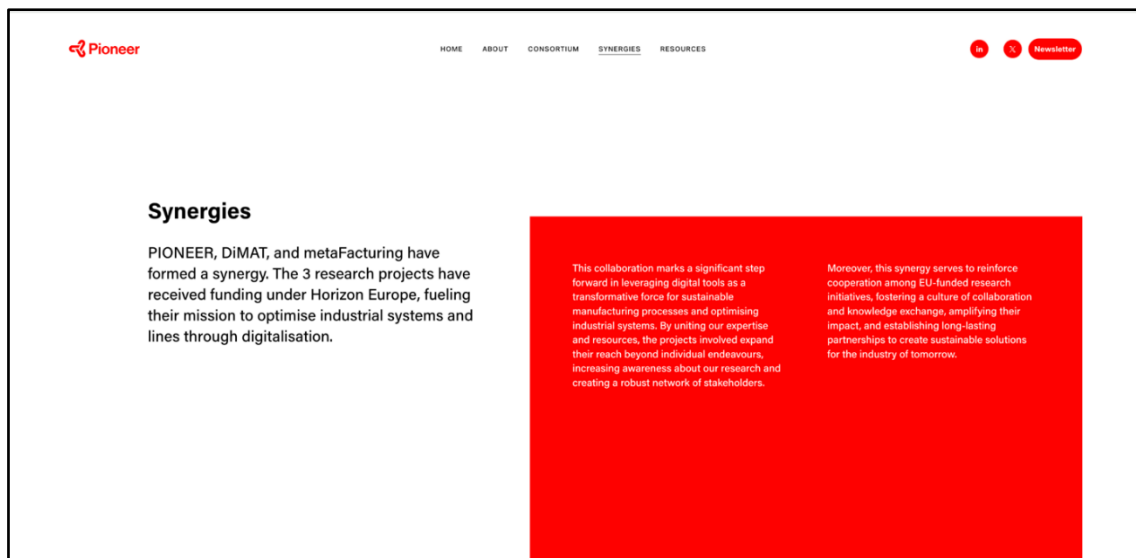 Pioneer
HOME ABOUT CONSORTIUM SYNERGIES RESOURCES
in X Newsletter
Synergies
PIONEER, DiMAT, and metaFacturing have
formed a synergy. The 3 research projects have
received funding under Horizon Europe, fueling
their mission to optimise industrial systems and
lines through digitalisation.
This collaboration marks a significant step
forward in leveraging digital tools as a
transformative force for sustainable
manufacturing processes and optimising
industrial systems. By uniting our expertise
and resources, the projects involved expand
their reach beyond individual endeavours,
increasing awareness about our research and
creating a robust network of stakeholders.
Moreover, this synergy serves to reinforce
cooperation among EU-funded research
initiatives, fostering a culture of collaboration
and knowledge exchange, amplifying their
impact, and establishing long-lasting
partnerships to create sustainable solutions
for the industry of tomorrow.